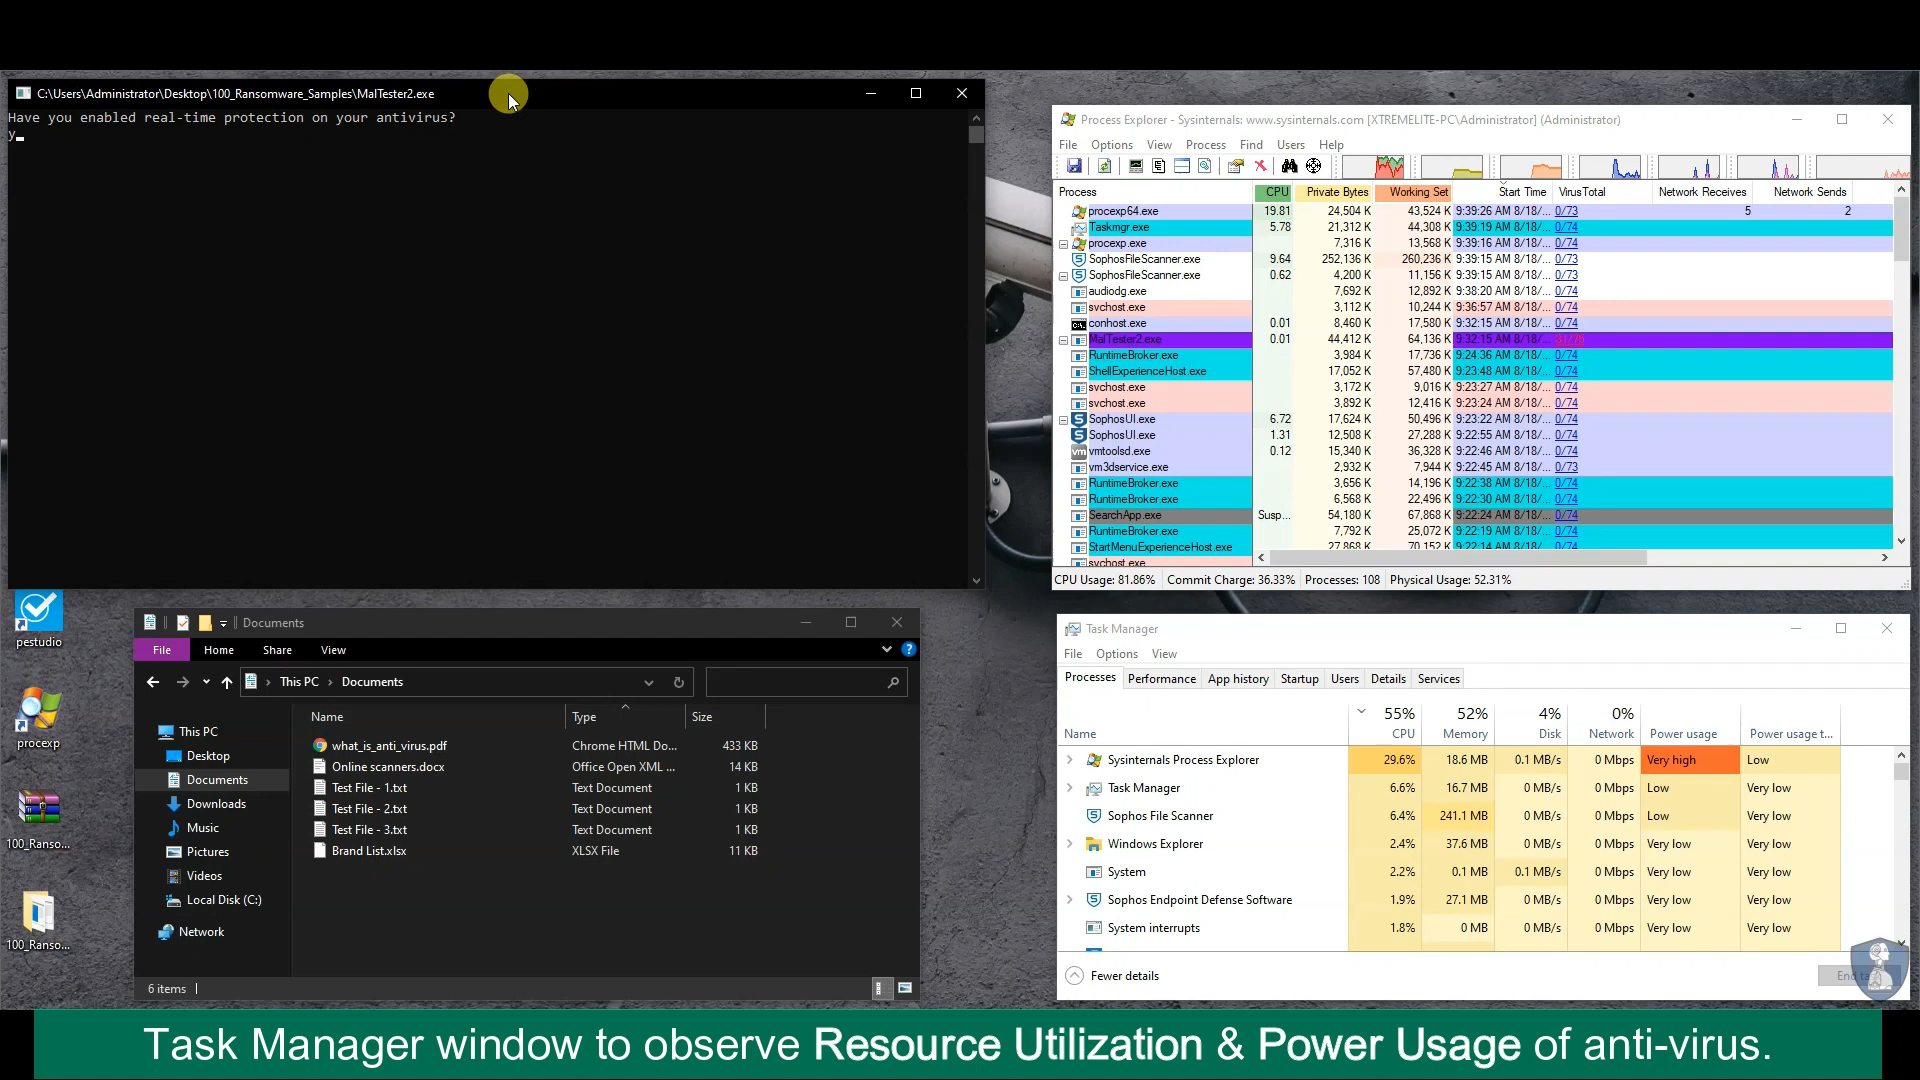 C:\Users\Administrator\Desktop\100_Ransomware_Samples\MalTester2.exe
Have you enabled real-time protection on your antivirus?
y
Process Explorer - Sysinternals: www.sysinternals.com [XTREMELITE-PC\Administrator] (Administrator)
File Options View Process Find Users Help
Process CPU Private Bytes Working Set Start Time VirusTotal Network Receives Network Sends
procexp64.exe 19.81 24,504 K 43,524 K 9:39:26 AM 8/18/... 0/73 5 2
Taskmgr.exe 5.78 21,312 K 44,308 K 9:39:19 AM 8/18/... 0/74
procexp.exe 7,316 K 13,568 K 9:39:16 AM 8/18/... 0/74
SophosFileScanner.exe 9.64 252,136 K 260,236 K 9:39:15 AM 8/18/... 0/73
SophosFileScanner.exe 0.62 4,200 K 11,156 K 9:39:15 AM 8/18/... 0/73
audiodg.exe 7,692 K 12,892 K 9:38:20 AM 8/18/... 0/74
svchost.exe 3,112 K 10,244 K 9:36:57 AM 8/18/... 0/74
conhost.exe 0.01 8,460 K 17,580 K 9:32:15 AM 8/18/... 0/74
MalTester2.exe 0.01 44,412 K 64,136 K 9:32:15 AM 8/18/...
RuntimeBroker.exe 3,984 K 17,736 K 9:24:36 AM 8/18/... 0/74
ShellExperienceHost.exe 17,052 K 57,480 K 9:23:48 AM 8/18/... 0/74
svchost.exe 3,172 K 9,016 K 9:23:27 AM 8/18/... 0/74
svchost.exe 3,892 K 12,416 K 9:23:24 AM 8/18/... 0/74
SophosUI.exe 6.72 17,624 K 50,496 K 9:23:22 AM 8/18/... 0/74
SophosUI.exe 1.31 12,508 K 27,288 K 9:22:55 AM 8/18/... 0/74
vmtoolsd.exe 0.12 15,340 K 36,328 K 9:22:46 AM 8/18/... 0/74
vm3dservice.exe 2,932 K 7,944 K 9:22:45 AM 8/18/... 0/73
RuntimeBroker.exe 3,656 K 14,196 K 9:22:38 AM 8/18/... 0/74
RuntimeBroker.exe 6,568 K 22,496 K 9:22:30 AM 8/18/... 0/74
SearchApp.exe Susp... 54,180 K 67,868 K 9:22:24 AM 8/18/... 0/74
RuntimeBroker.exe 7,792 K 25,072 K 9:22:19 AM 8/18/... 0/74
StartMenuExperienceHost.exe 27,868 K 70,152 K 9:22:14 AM 8/18/... 0/74
svchost.exe
CPU Usage: 81.86% Commit Charge: 36.33% Processes: 108 Physical Usage: 52.31%
pestudio
procexp
100_Ranso...
100_Ranso...
Documents
File Home Share View
This PC > Documents
Name Type Size
This PC
Desktop
Documents
Downloads
Music
Pictures
Videos
Local Disk (C:)
Network
what_is_anti_virus.pdf Chrome HTML Do... 433 KB
Online scanners.docx Office Open XML ... 14 KB
Test File - 1.txt Text Document 1 KB
Test File - 2.txt Text Document 1 KB
Test File - 3.txt Text Document 1 KB
Brand List.xlsx XLSX File 11 KB
6 items
Task Manager
File Options View
Processes Performance App history Startup Users Details Services
55% 52% 4% 0%
Name CPU Memory Disk Network Power usage Power usage t...
Sysinternals Process Explorer 29.6% 18.6 MB 0.1 MB/s 0 Mbps Very high Low
Task Manager 6.6% 16.7 MB 0 MB/s 0 Mbps Low Very low
Sophos File Scanner 6.4% 241.1 MB 0 MB/s 0 Mbps Low Very low
Windows Explorer 2.4% 37.6 MB 0 MB/s 0 Mbps Very low Very low
System 2.2% 0.1 MB 0.1 MB/s 0 Mbps Very low Very low
Sophos Endpoint Defense Software 1.9% 27.1 MB 0 MB/s 0 Mbps Very low Very low
System interrupts 1.8% 0 MB 0 MB/s 0 Mbps Very low Very low
Fewer details
End
Task Manager window to observe Resource Utilization & Power Usage of anti-virus.